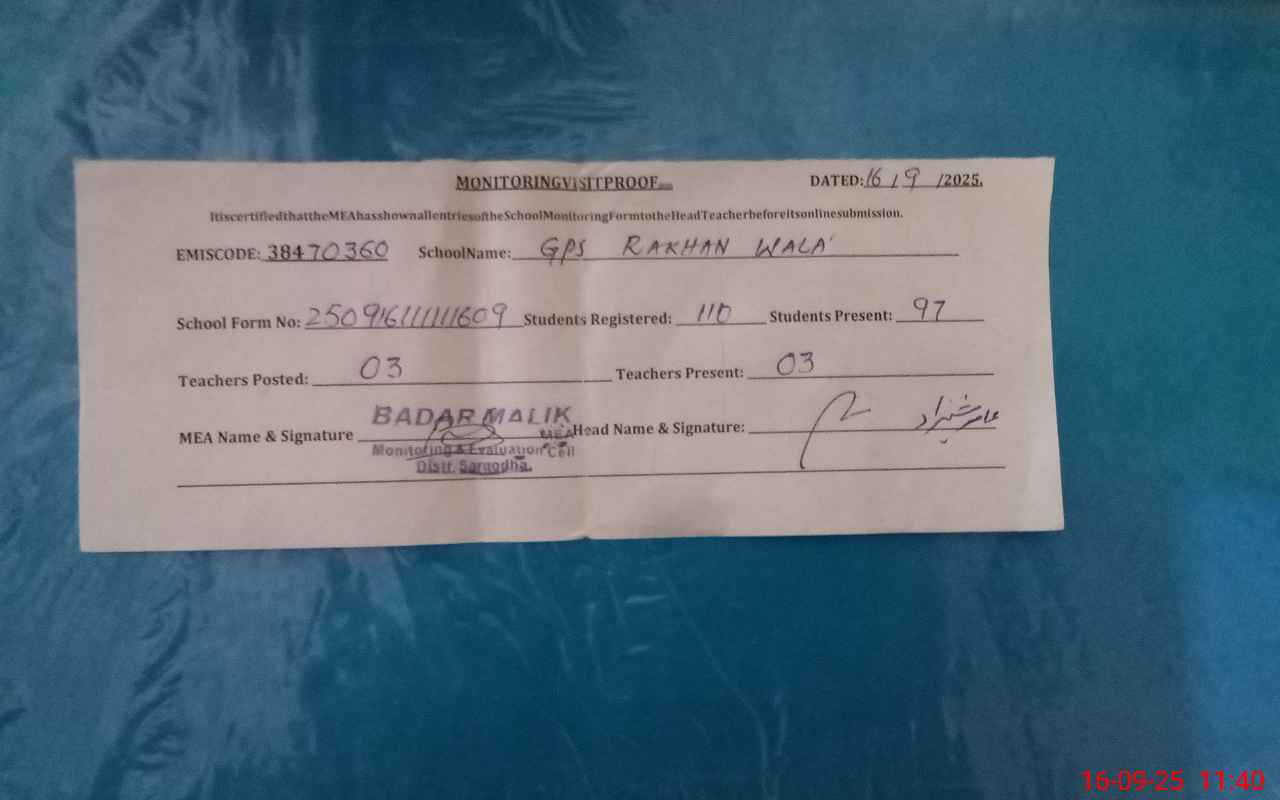 MONITORINGVISITPROOF DATED:16/9/2025.
ItiscertifiedthattheMEAhasshownallentriesoftheSchoolMonitoringFormtotheHeadTeacherbeforeitsonlinesubmission.
EMISCODE: 38470360 SchoolName: GPS RAKHAN WALA
School Form No: Students Registered: 110 Students Present: 97
Teachers Posted: 03 Teachers Present: 03
MEA Name & Signature BADAR MALIK Head Name & Signature: عامر شہزاد
MEA
Monitoring & Evaluation Cell
Distt. Sargodha.
16-09-25 11:40